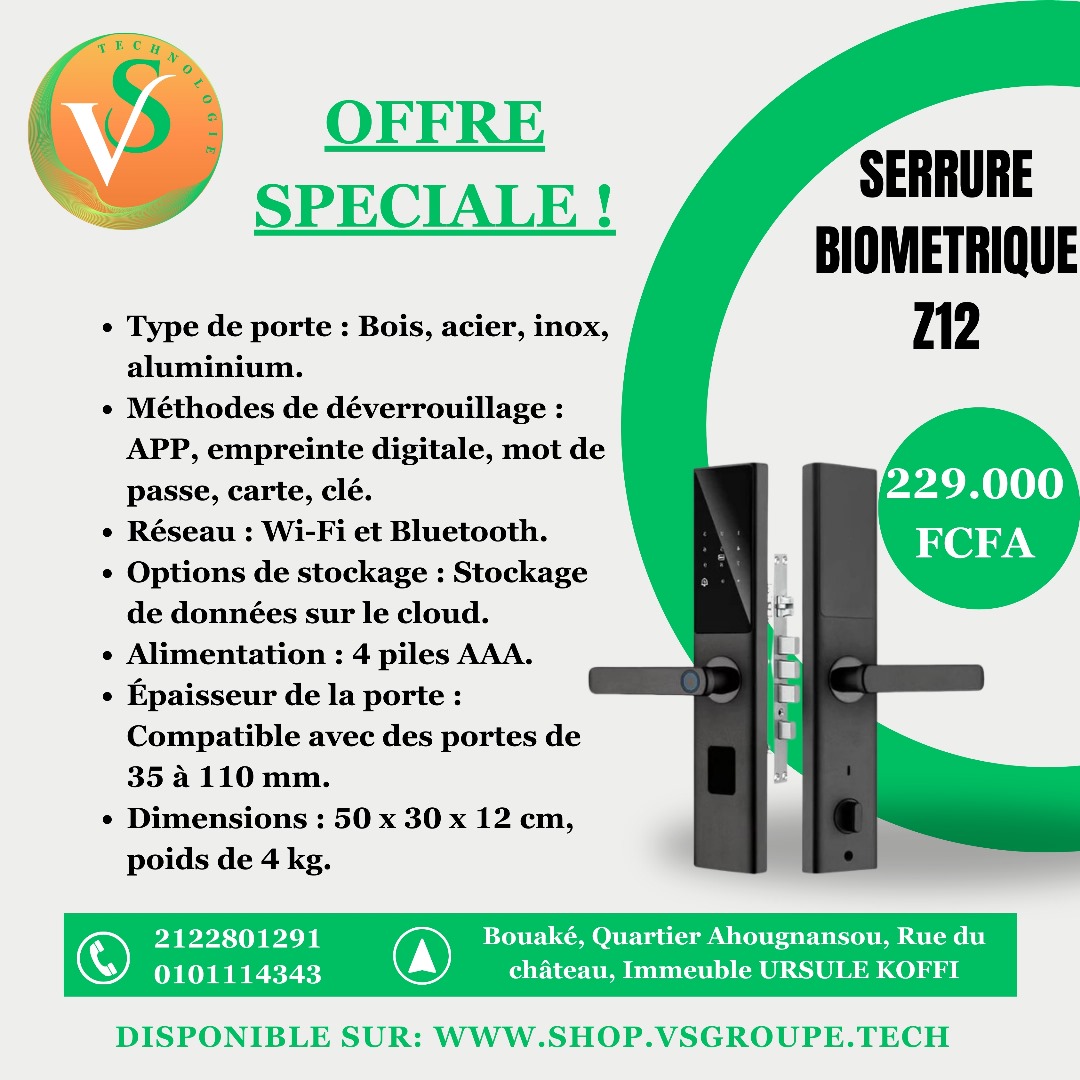 TECHNOLOGIE
VS
OFFRE
SPECIALE !
SERRURE
BIOMETRIQUE
Z12
229.000
FCFA
• Type de porte : Bois, acier, inox,
aluminium.
• Méthodes de déverrouillage :
APP, empreinte digitale, mot de
passe, carte, clé.
• Réseau : Wi-Fi et Bluetooth.
• Options de stockage : Stockage
de données sur le cloud.
• Alimentation : 4 piles AAA.
• Épaisseur de la porte :
Compatible avec des portes de
35 à 110 mm.
• Dimensions : 50 x 30 x 12 cm,
poids de 4 kg.
2122801291
0101114343
Bouaké, Quartier Ahougnansou, Rue du
château, Immeuble URSULE KOFFI
DISPONIBLE SUR: WWW.SHOP.VSGROUPE.TECH